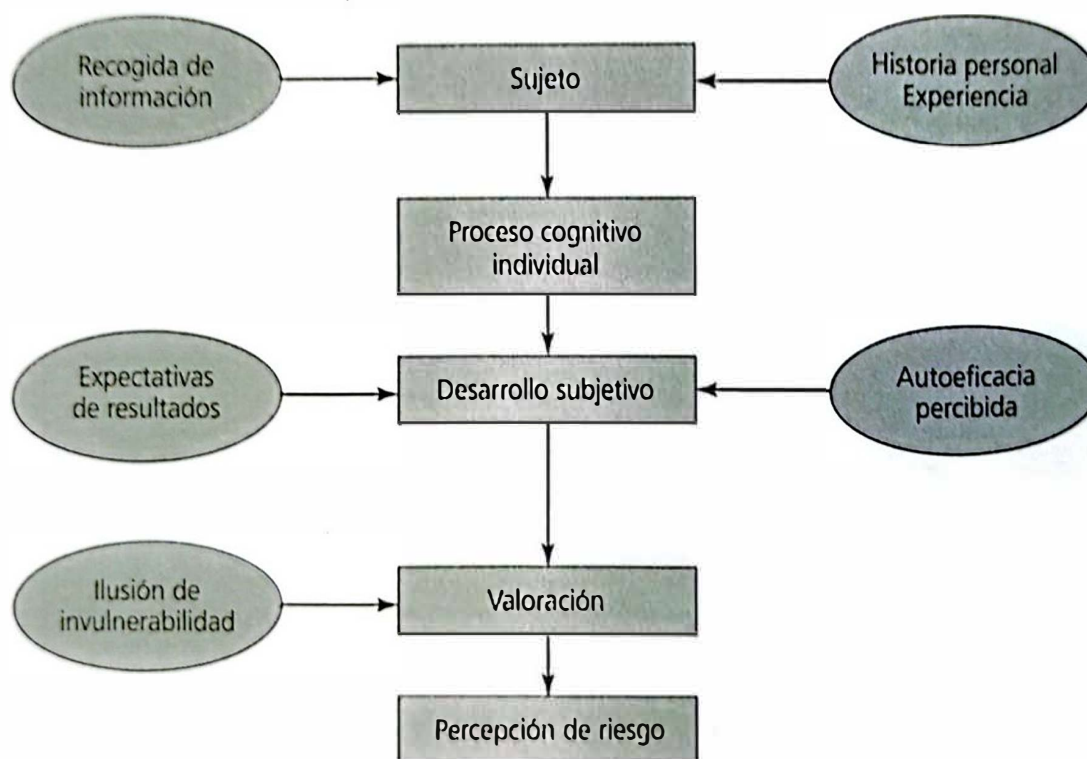 Recogida de
información
Sujeto
Historia personal
Experiencia
Proceso cognitivo
individual
Expectativas
de resultados
Desarrollo subjetivo
Autoeficacia
percibida
Ilusión de
invulnerabilidad
Valoración
Percepción de riesgo